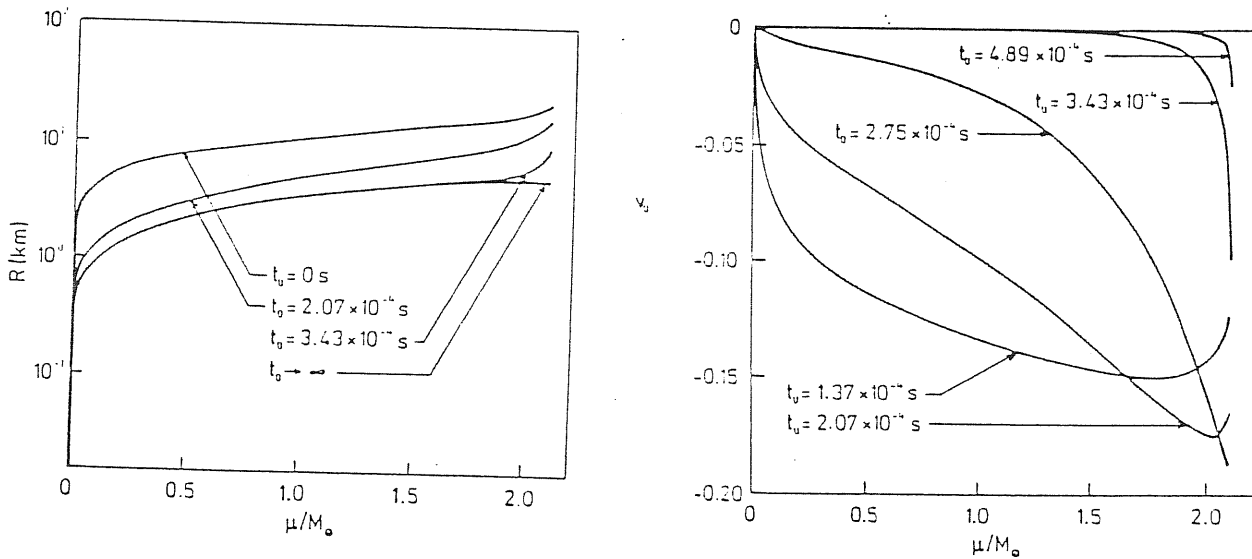 R (km)
10⁰
10⁻¹
t₀ = 0 s
t₀ = 2.07 × 10⁻⁴ s
t₀ = 3.43 × 10⁻⁴ s
t₀ → ∞
0
0.5
1.0
1.5
2.0
μ/M₀
0
-0.05
-0.10
-0.15
-0.20
t₀ = 4.89 × 10⁻⁴ s
t₀ = 3.43 × 10⁻⁴ s
t₀ = 2.75 × 10⁻⁴ s
t₀ = 1.37 × 10⁻⁴ s
t₀ = 2.07 × 10⁻⁴ s
0
0.5
1.0
1.5
2.0
μ/M₀